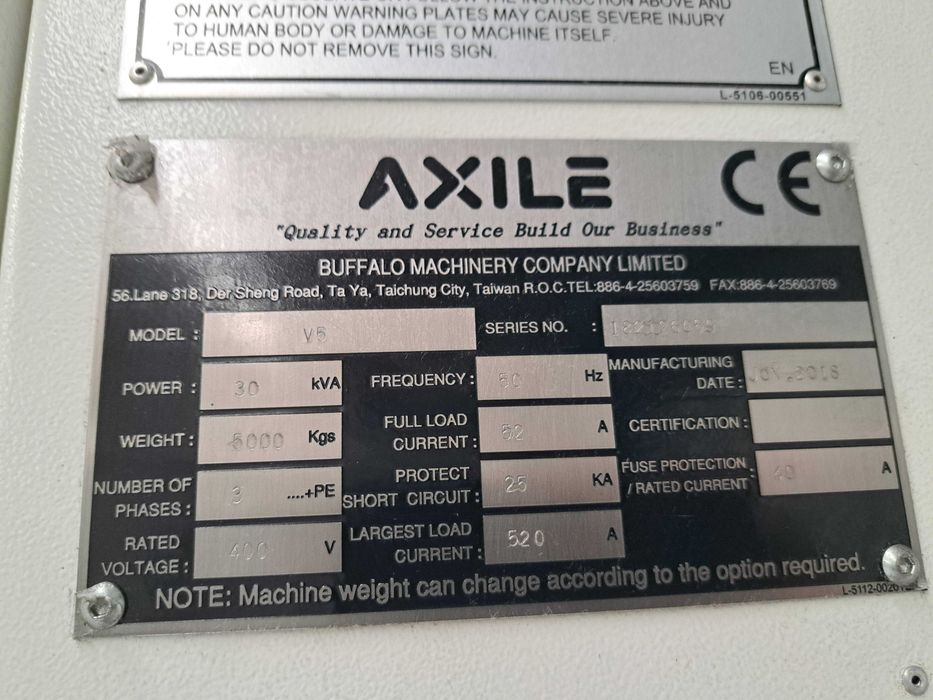 ON ANY CAUTION WARNING PLATES MAY CAUSE SEVERE INJURY
TO HUMAN BODY OR DAMAGE TO MACHINE ITSELF.
*PLEASE DO NOT REMOVE THIS SIGN.
EN
L-5106-00551
AXILE CE
"Quality and Service Build Our Business"
BUFFALO MACHINERY COMPANY LIMITED
56.Lane 318, Der Sheng Road, Ta Ya, Taichung City, Taiwan R.O.C.TEL:886-4-25603759 FAX:886-4-25603769
MODEL : V5 SERIES NO. :
POWER : 30 kVA FREQUENCY : 50 Hz MANUFACTURING DATE :
WEIGHT : 5000 Kgs FULL LOAD CURRENT : 52 A CERTIFICATION :
NUMBER OF PHASES : 3 ....+PE PROTECT SHORT CIRCUIT : 25 KA FUSE PROTECTION / RATED CURRENT : 40 A
RATED VOLTAGE : 400 V LARGEST LOAD CURRENT : 520 A
NOTE: Machine weight can change according to the option required.